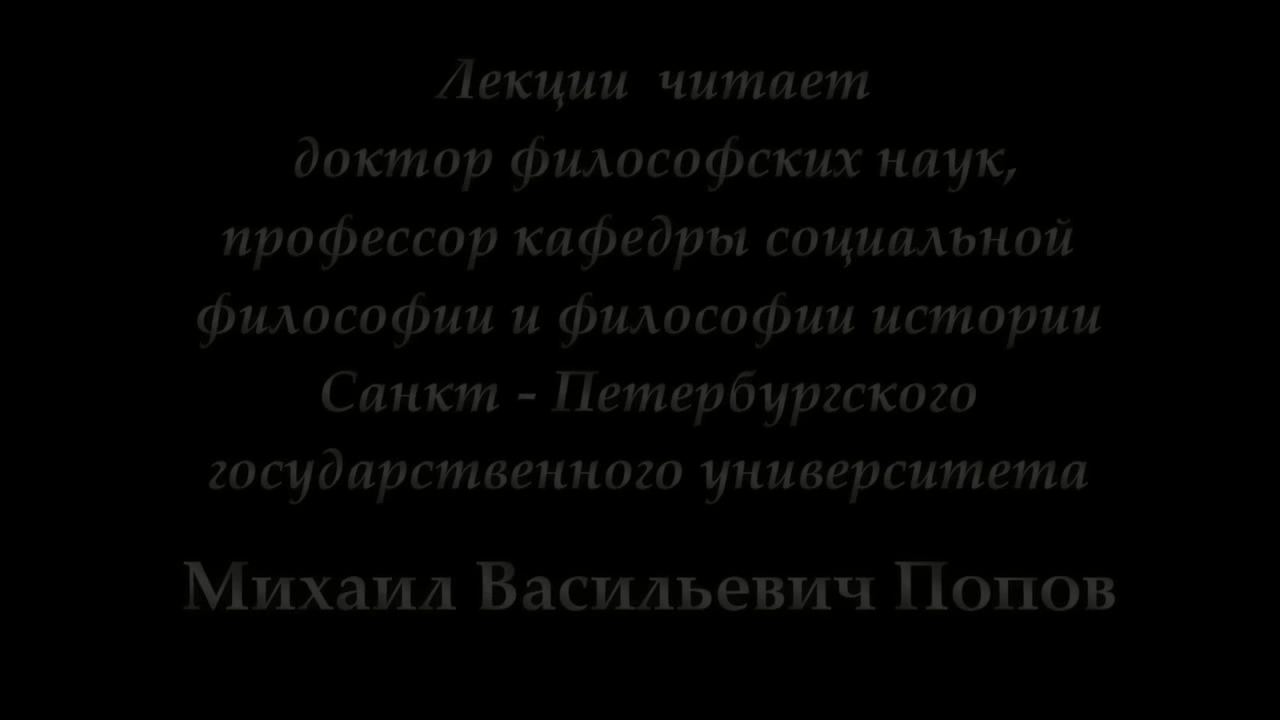 Лекции читает
доктор философских наук,
профессор кафедры социальной
философии и философии истории
Санкт - Петербургского
государственного университета
Михаил Васильевич Попов